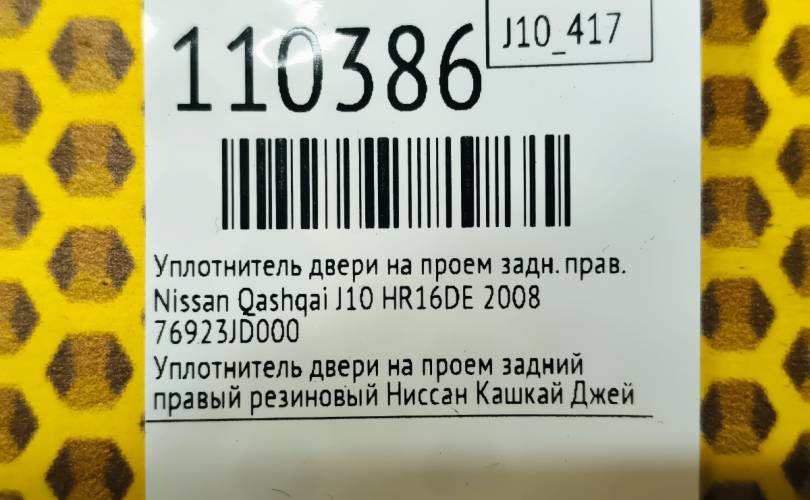 J10_417
110386
Уплотнитель двери на проем задн. прав.
Nissan Qashqai J10 HR16DE 2008
76923JD000
Уплотнитель двери на проем задний
правый резиновый Ниссан Кашкай Джей